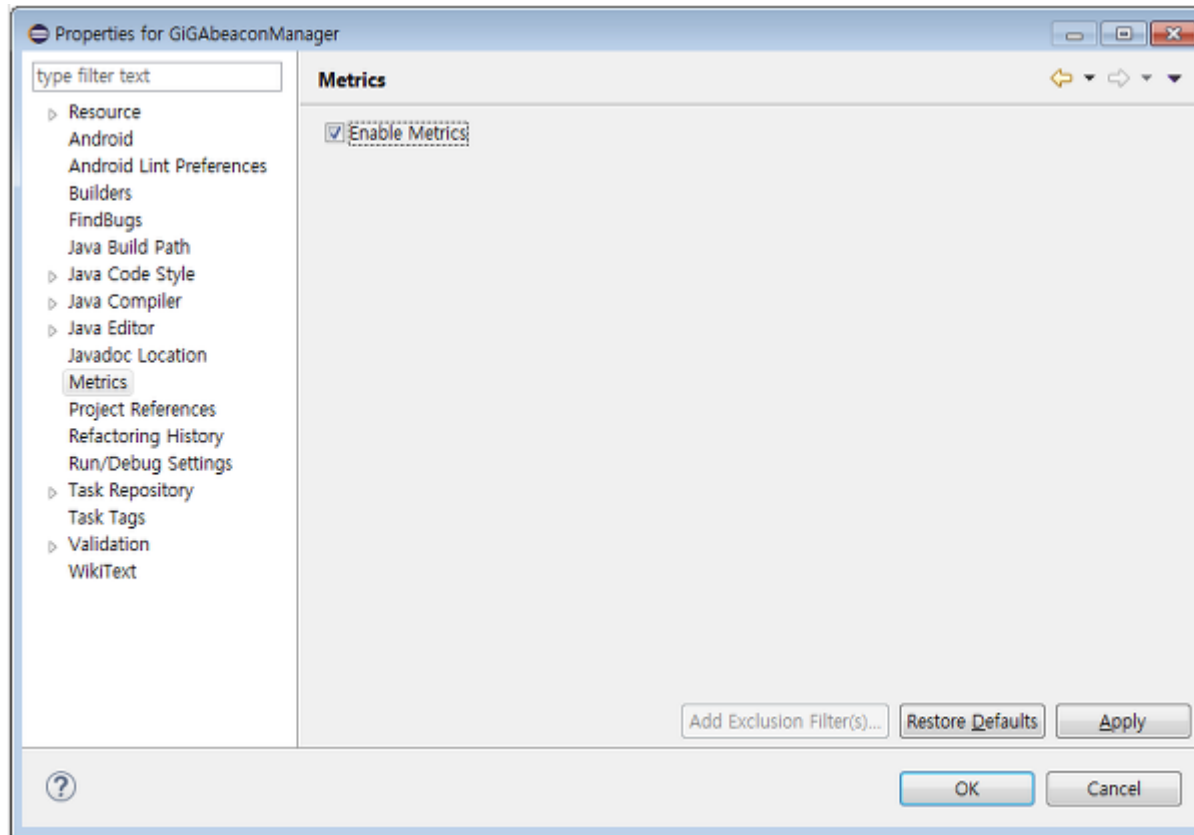 Properties for GiGAbeaconManager
type filter text
Metrics
Resource
Android
Android Lint Preferences
Builders
FindBugs
Java Build Path
Java Code Style
Java Compiler
Java Editor
Javadoc Location
Metrics
Project References
Refactoring History
Run/Debug Settings
Task Repository
Task Tags
Validation
WikiText
Enable Metrics
Add Exclusion Filter(s)... Restore Defaults Apply
? OK Cancel